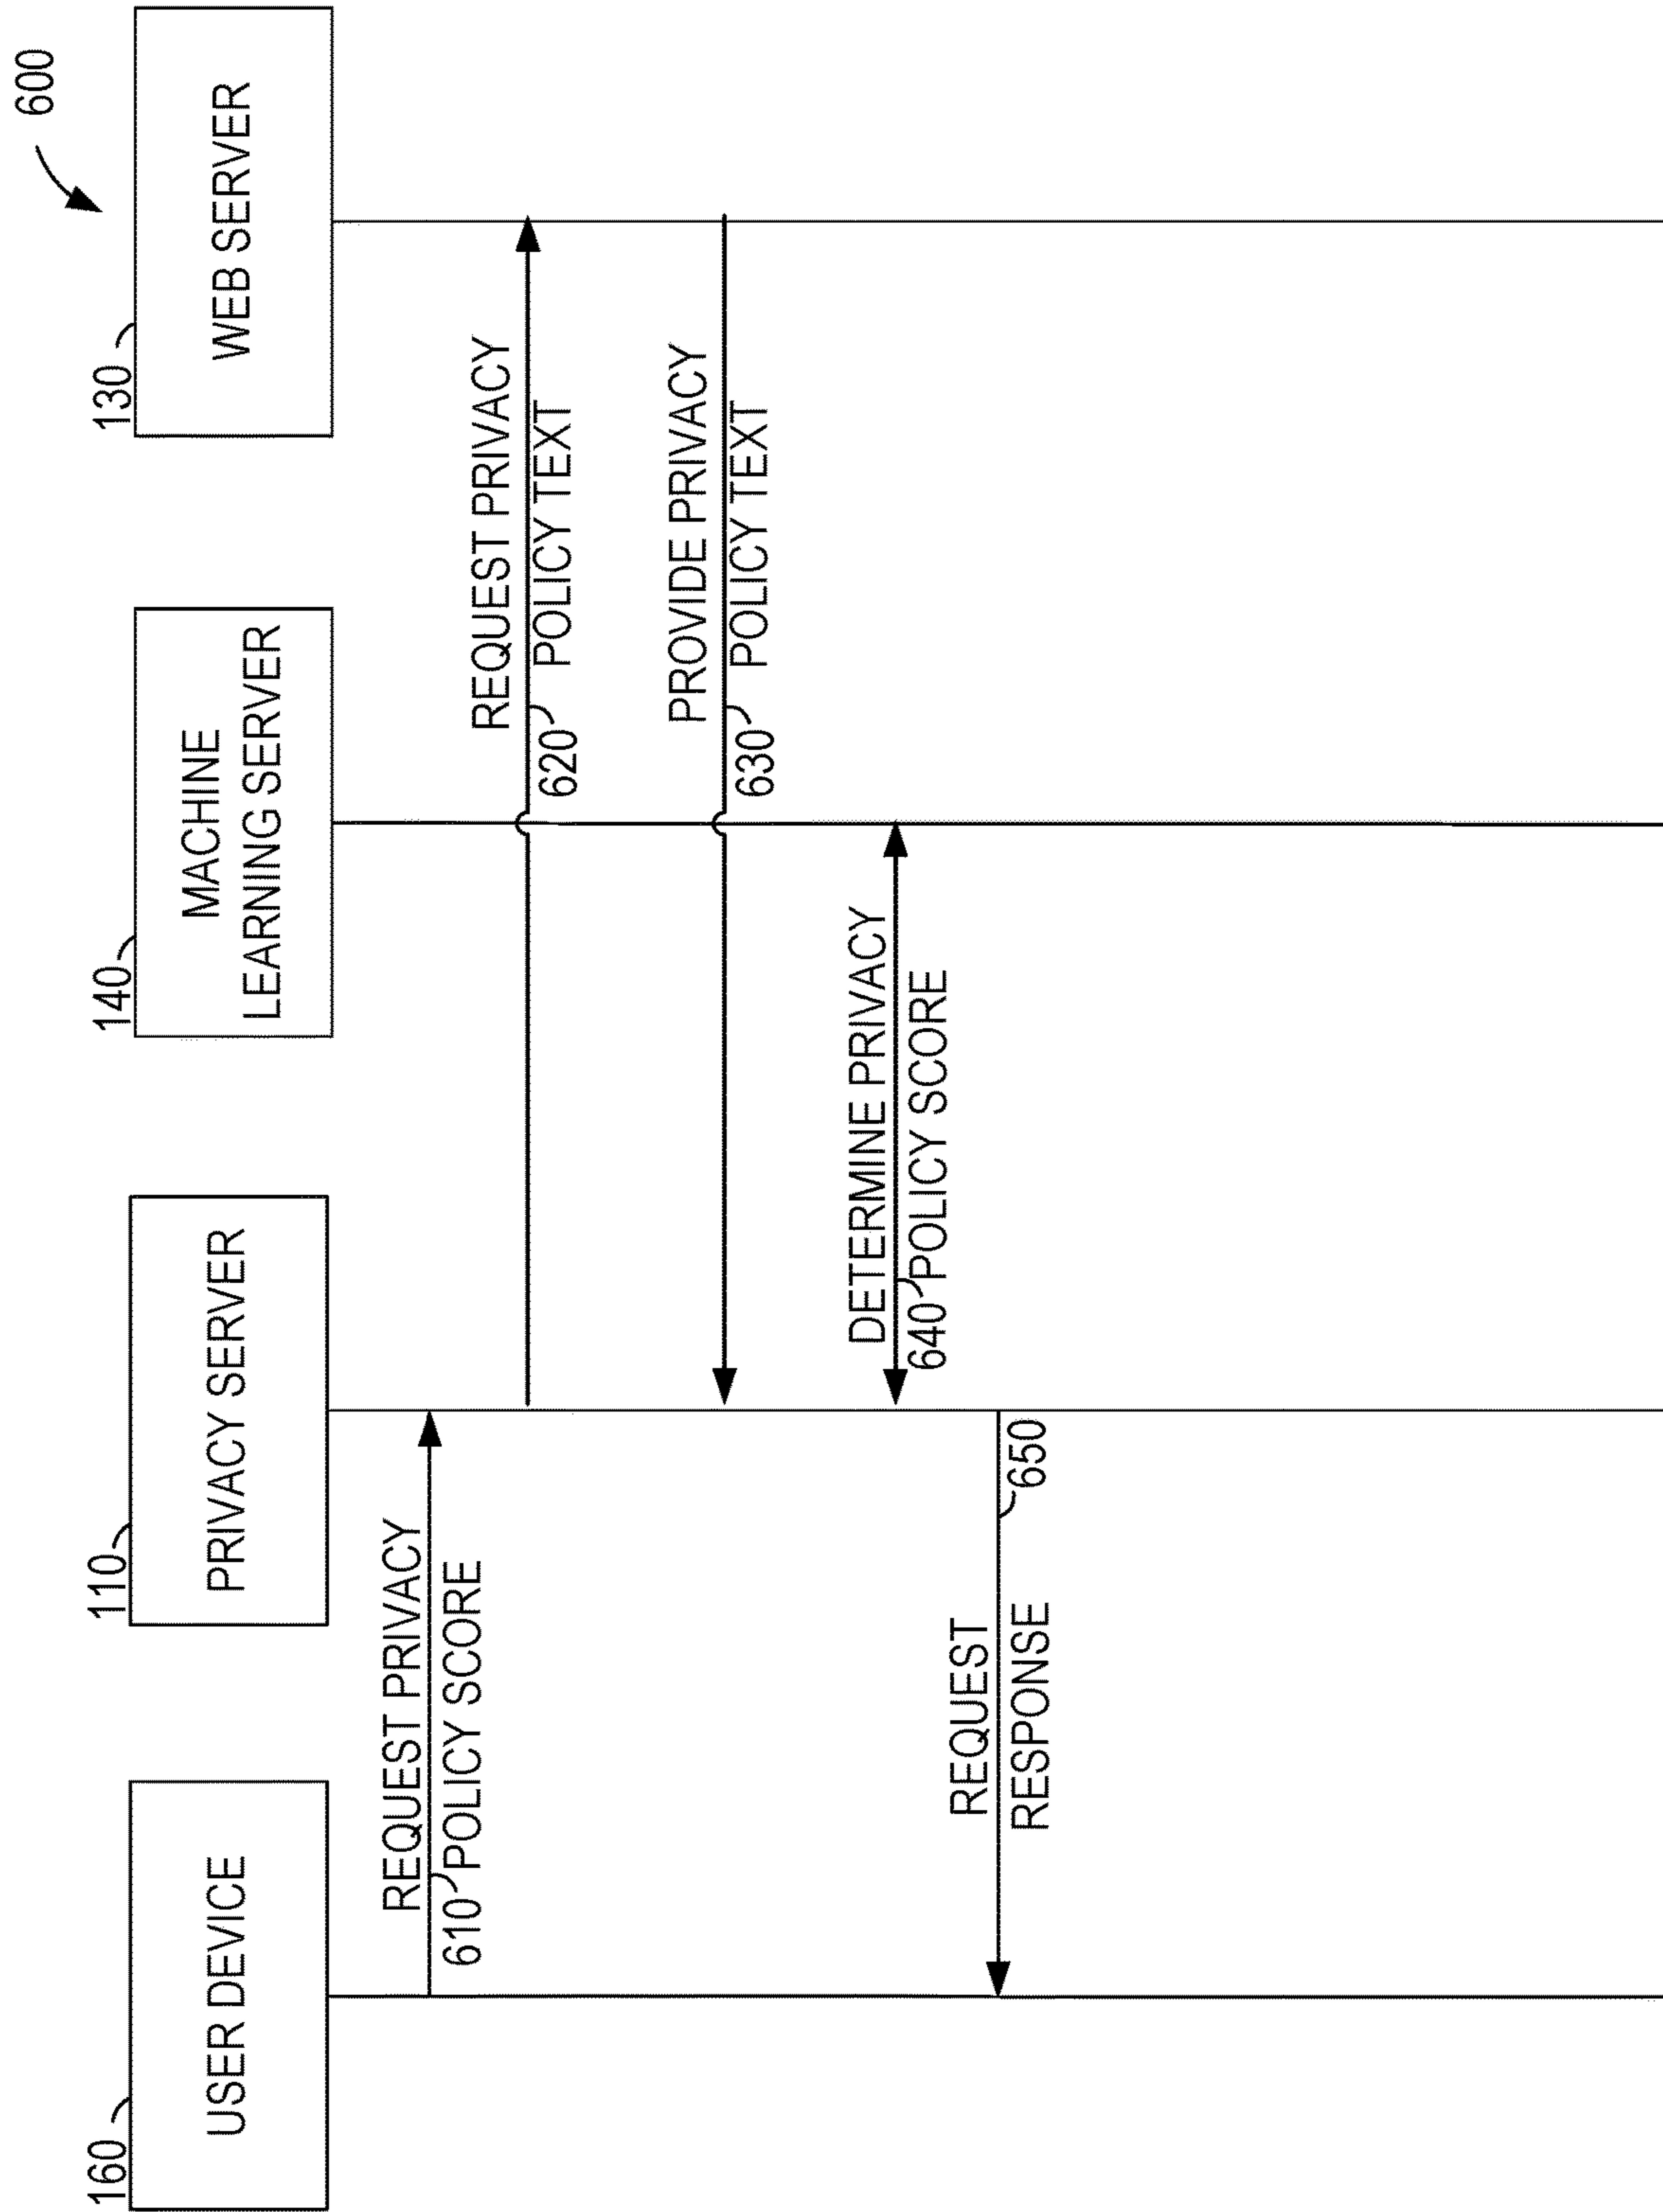 600
160
USER DEVICE
110
PRIVACY SERVER
140
MACHINE
LEARNING SERVER
130
WEB SERVER
REQUEST PRIVACY
610 POLICY SCORE
REQUEST PRIVACY
620 POLICY TEXT
PROVIDE PRIVACY
630 POLICY TEXT
DETERMINE PRIVACY
640 POLICY SCORE
REQUEST
RESPONSE
650